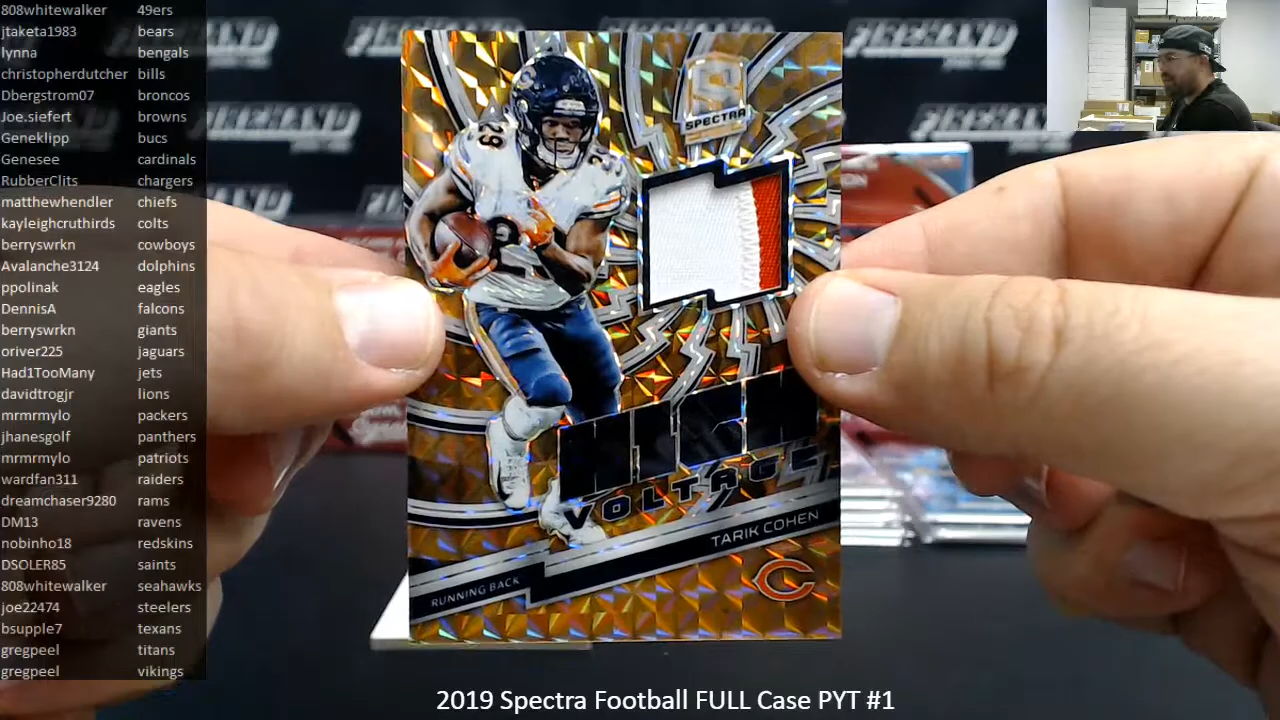 808whitewalker 49ers
jtaketa1983 bears
lynna bengals
christopherdutcher bills
Dbergstrom07 broncos
Joe.siefert browns
Geneklipp bucs
Genesee cardinals
RubberClits chargers
matthewhendler chiefs
kayleighcruthirds colts
berryswrkn cowboys
Avalanche3124 dolphins
ppolinak eagles
DennisA falcons
berryswrkn giants
oriver225 jaguars
Had1TooMany jets
davidtrogjr lions
mrmrmylo packers
jhanesgolf panthers
mrmrmylo patriots
wardfan311 raiders
dreamchaser9280 rams
DM13 ravens
nobinho18 redskins
DSOLER85 saints
808whitewalker seahawks
joe22474 steelers
bsupple7 texans
gregpeel titans
gregpeel vikings
SPECTRA
29
HIGH
VOLTAGE
TARIK COHEN
RUNNING BACK
C
2019 Spectra Football FULL Case PYT #1